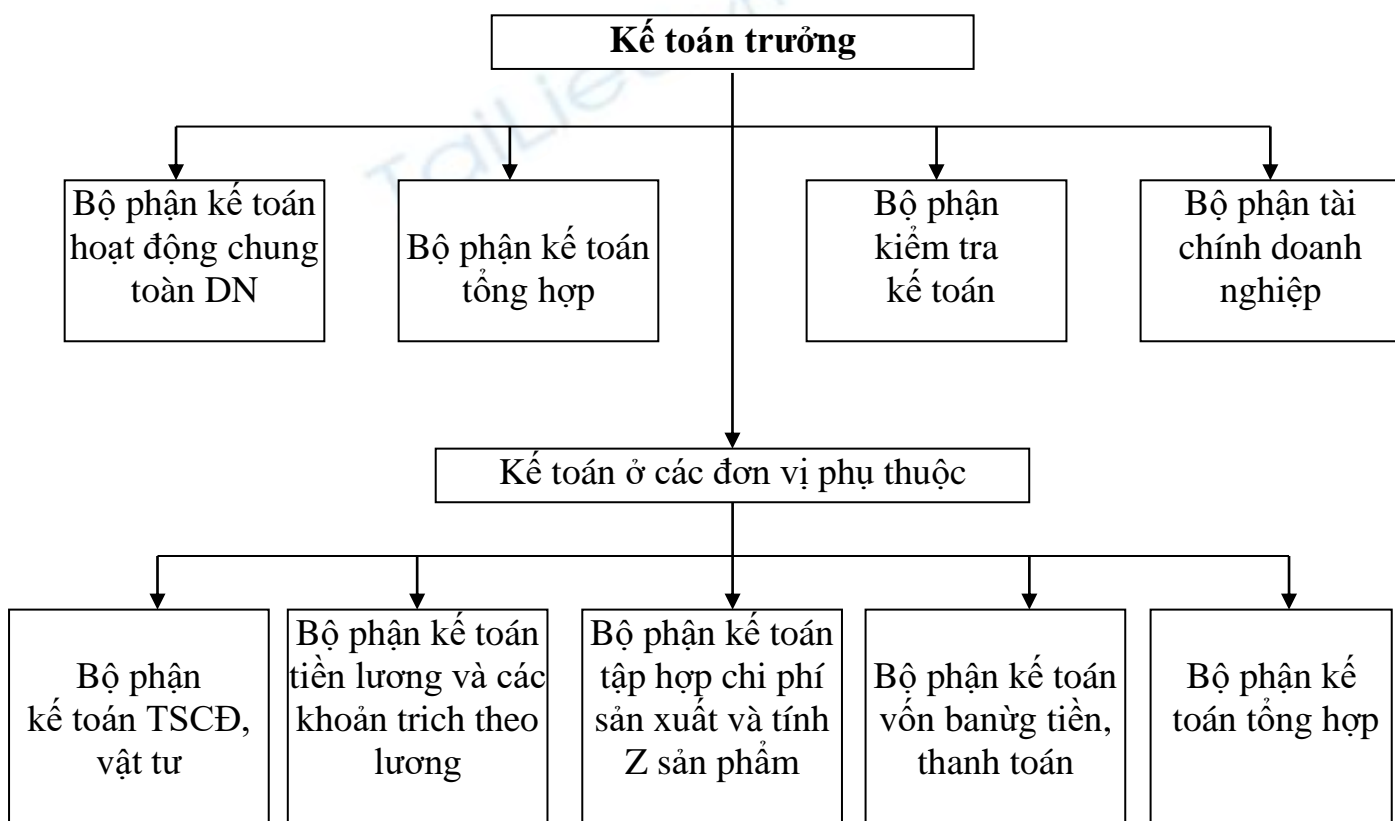 Kế toán trưởng
Bộ phận kế toán
hoạt động chung
toàn DN
Bộ phận kế toán
tổng hợp
Bộ phận
kiểm tra
kế toán
Bộ phận tài
chính doanh
nghiệp
Kế toán ở các đơn vị phụ thuộc
Bộ phận
kế toán TSCĐ,
vật tư
Bộ phận kế toán
tiền lương và các
khoản trich theo
lương
Bộ phận kế toán
tập hợp chi phí
sản xuất và tính
Z sản phẩm
Bộ phận kế toán
vốn banùg tiền,
thanh toán
Bộ phận kế
toán tổng hợp